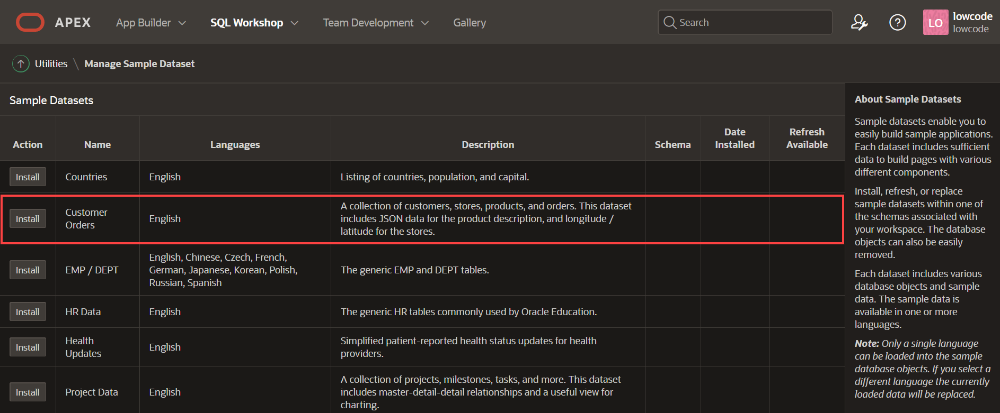 APEX App Builder SQL Workshop Team Development Gallery Search LO lowcode
lowcode
Utilities \ Manage Sample Dataset
Sample Datasets
Action Name Languages Description Schema Date Installed Refresh Available
Install Countries English Listing of countries, population, and capital.
Install Customer Orders English A collection of customers, stores, products, and orders. This dataset
includes JSON data for the product description, and longitude /
latitude for the stores.
Install EMP / DEPT English, Chinese, Czech, French,
German, Japanese, Korean, Polish,
Russian, Spanish
The generic EMP and DEPT tables.
Install HR Data English The generic HR tables commonly used by Oracle Education.
Install Health Updates English Simplified patient-reported health status updates for health
providers.
Install Project Data English A collection of projects, milestones, tasks, and more. This dataset
includes master-detail-detail relationships and a useful view for
charting.
About Sample Datasets
Sample datasets enable you to
easily build sample applications.
Each dataset includes sufficient
data to build pages with various
different components.
Install, refresh, or replace
sample datasets within one of
the schemas associated with
your workspace. The database
objects can also be easily
removed.
Each dataset includes various
database objects and sample
data. The sample data is
available in one or more
languages.
Note: Only a single language
can be loaded into the sample
database objects. If you select a
different language the currently
loaded data will be replaced.